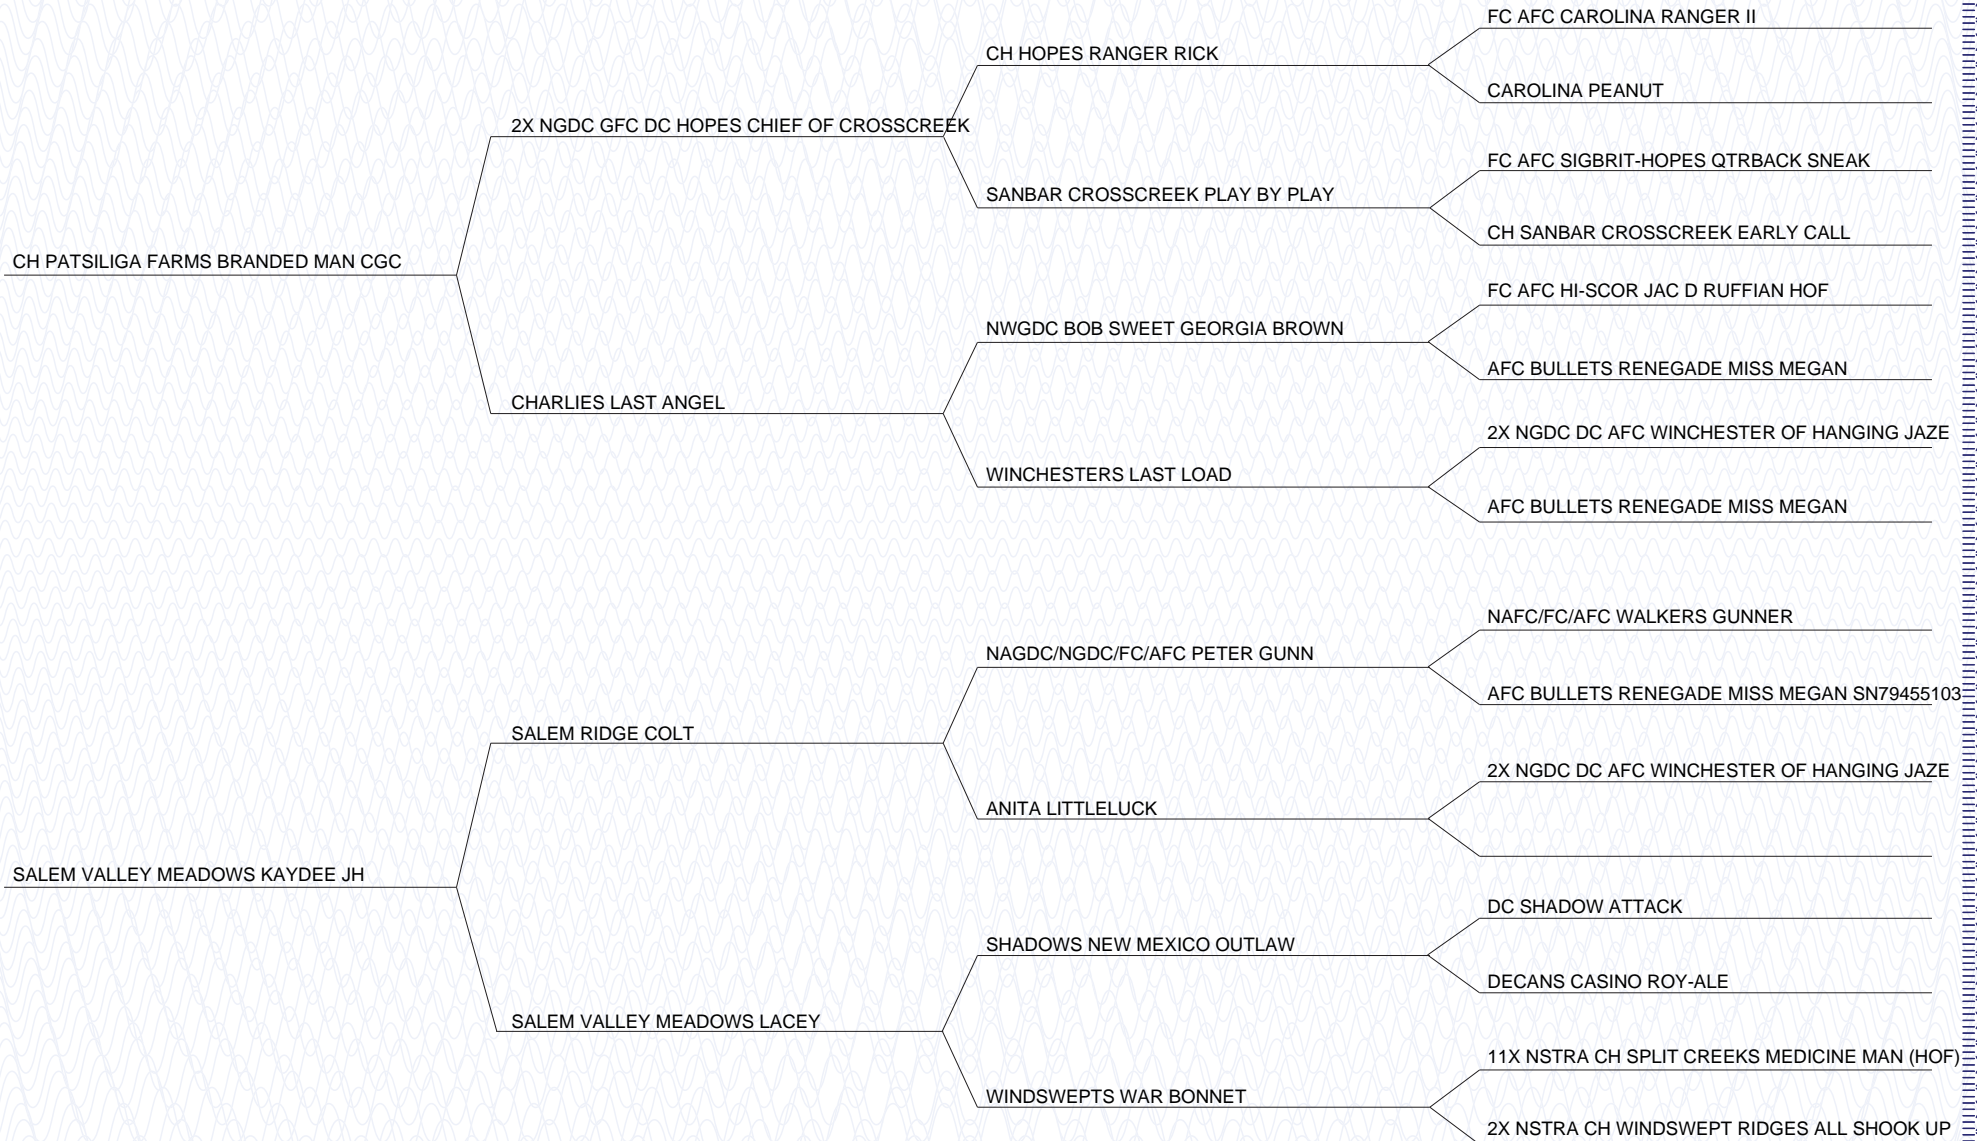 FC AFC CAROLINA RANGER II
CH HOPES RANGER RICK
CAROLINA PEANUT
2X NGDC GFC DC HOPES CHIEF OF CROSSCREEK
FC AFC SIGBRIT-HOPES QTRBACK SNEAK
SANBAR CROSSCREEK PLAY BY PLAY
CH SANBAR CROSSCREEK EARLY CALL
CH PATSILIGA FARMS BRANDED MAN CGC
FC AFC HI-SCOR JAC D RUFFIAN HOF
NWGDC BOB SWEET GEORGIA BROWN
AFC BULLETS RENEGADE MISS MEGAN
CHARLIES LAST ANGEL
2X NGDC DC AFC WINCHESTER OF HANGING JAZE
WINCHESTERS LAST LOAD
AFC BULLETS RENEGADE MISS MEGAN
NAFC/FC/AFC WALKERS GUNNER
NAGDC/NGDC/FC/AFC PETER GUNN
AFC BULLETS RENEGADE MISS MEGAN SN79455103
SALEM RIDGE COLT
2X NGDC DC AFC WINCHESTER OF HANGING JAZE
ANITA LITTLELUCK
SALEM VALLEY MEADOWS KAYDEE JH
DC SHADOW ATTACK
SHADOWS NEW MEXICO OUTLAW
DECANS CASINO ROY-ALE
SALEM VALLEY MEADOWS LACEY
11X NSTRA CH SPLIT CREEKS MEDICINE MAN (HOF)
WINDSWEPTS WAR BONNET
2X NSTRA CH WINDSWEPT RIDGES ALL SHOOK UP